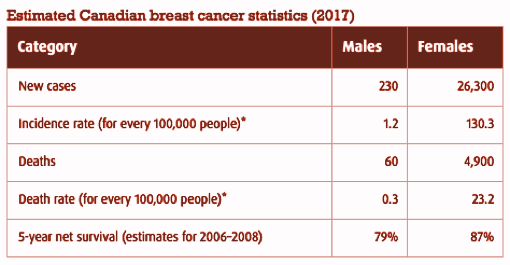 Estimated Canadian breast cancer statistics (2017)
Category Males Females
New cases 230 26,300
Incidence rate (for every 100,000 people)* 1.2 130.3
Deaths 60 4,900
Death rate (for every 100,000 people)* 0.3 23.2
5-year net survival (estimates for 2006–2008) 79% 87%